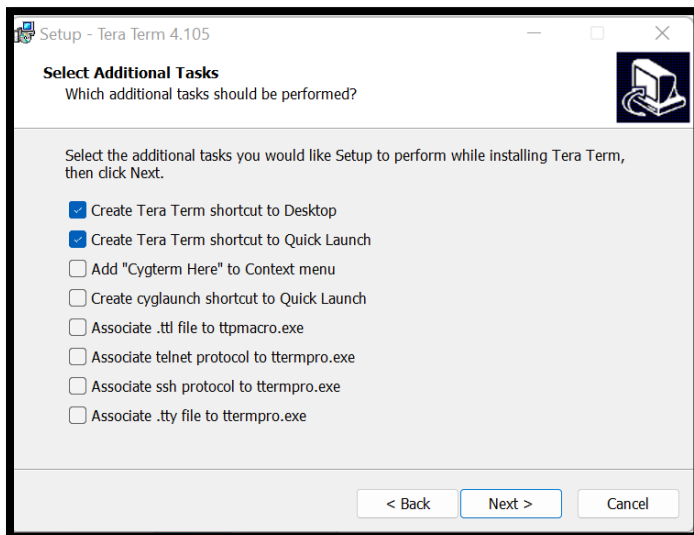 Setup - Tera Term 4.105
Select Additional Tasks
Which additional tasks should be performed?
Select the additional tasks you would like Setup to perform while installing Tera Term,
then click Next.
Create Tera Term shortcut to Desktop
Create Tera Term shortcut to Quick Launch
Add "Cygterm Here" to Context menu
Create cyglaunch shortcut to Quick Launch
Associate .ttl file to ttpmacro.exe
Associate telnet protocol to ttermpro.exe
Associate ssh protocol to ttermpro.exe
Associate .tty file to ttermpro.exe
< Back Next > Cancel